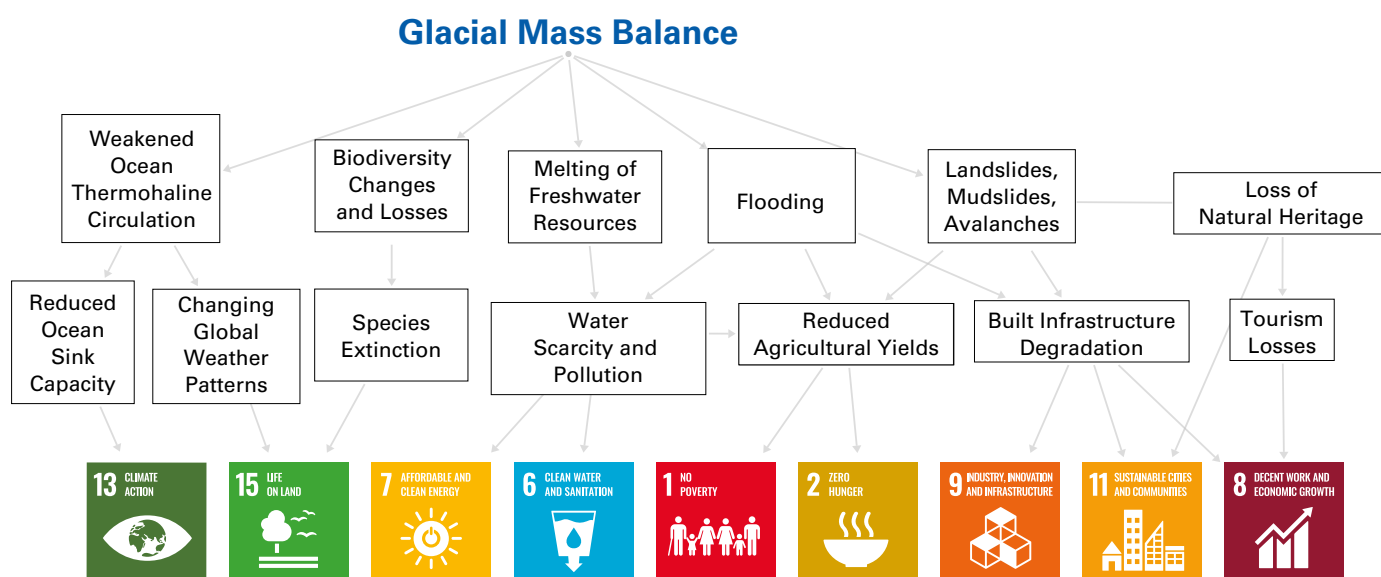 Glacial Mass Balance
Weakened
Ocean
Thermohaline
Circulation
Biodiversity
Changes
and Losses
Melting of
Freshwater
Resources
Flooding
Landslides,
Mudslides,
Avalanches
Loss of
Natural Heritage
Reduced
Ocean
Sink
Capacity
Changing
Global
Weather
Patterns
Species
Extinction
Water
Scarcity and
Pollution
Reduced
Agricultural Yields
Built Infrastructure
Degradation
Tourism
Losses
13 CLIMATE
ACTION
15 LIFE
ON LAND
7 AFFORDABLE AND
CLEAN ENERGY
6 CLEAN WATER
AND SANITATION
1 NO
POVERTY
2 ZERO
HUNGER
9 INDUSTRY, INNOVATION
AND INFRASTRUCTURE
11 SUSTAINABLE CITIES
AND COMMUNITIES
8 DECENT WORK AND
ECONOMIC GROWTH